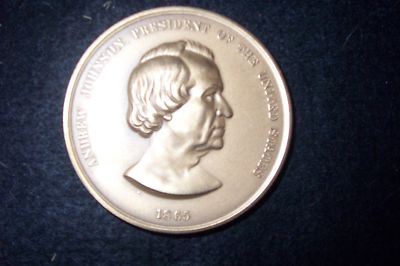 ANDREW JOHNSON, PRESIDENT OF THE UNITED STATES
1865